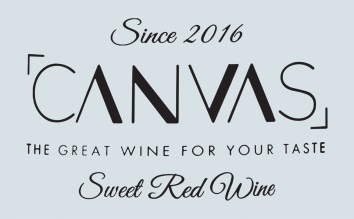 Since 2016
CANVAS
THE GREAT WINE FOR YOUR TASTE
Sweet Red Wine